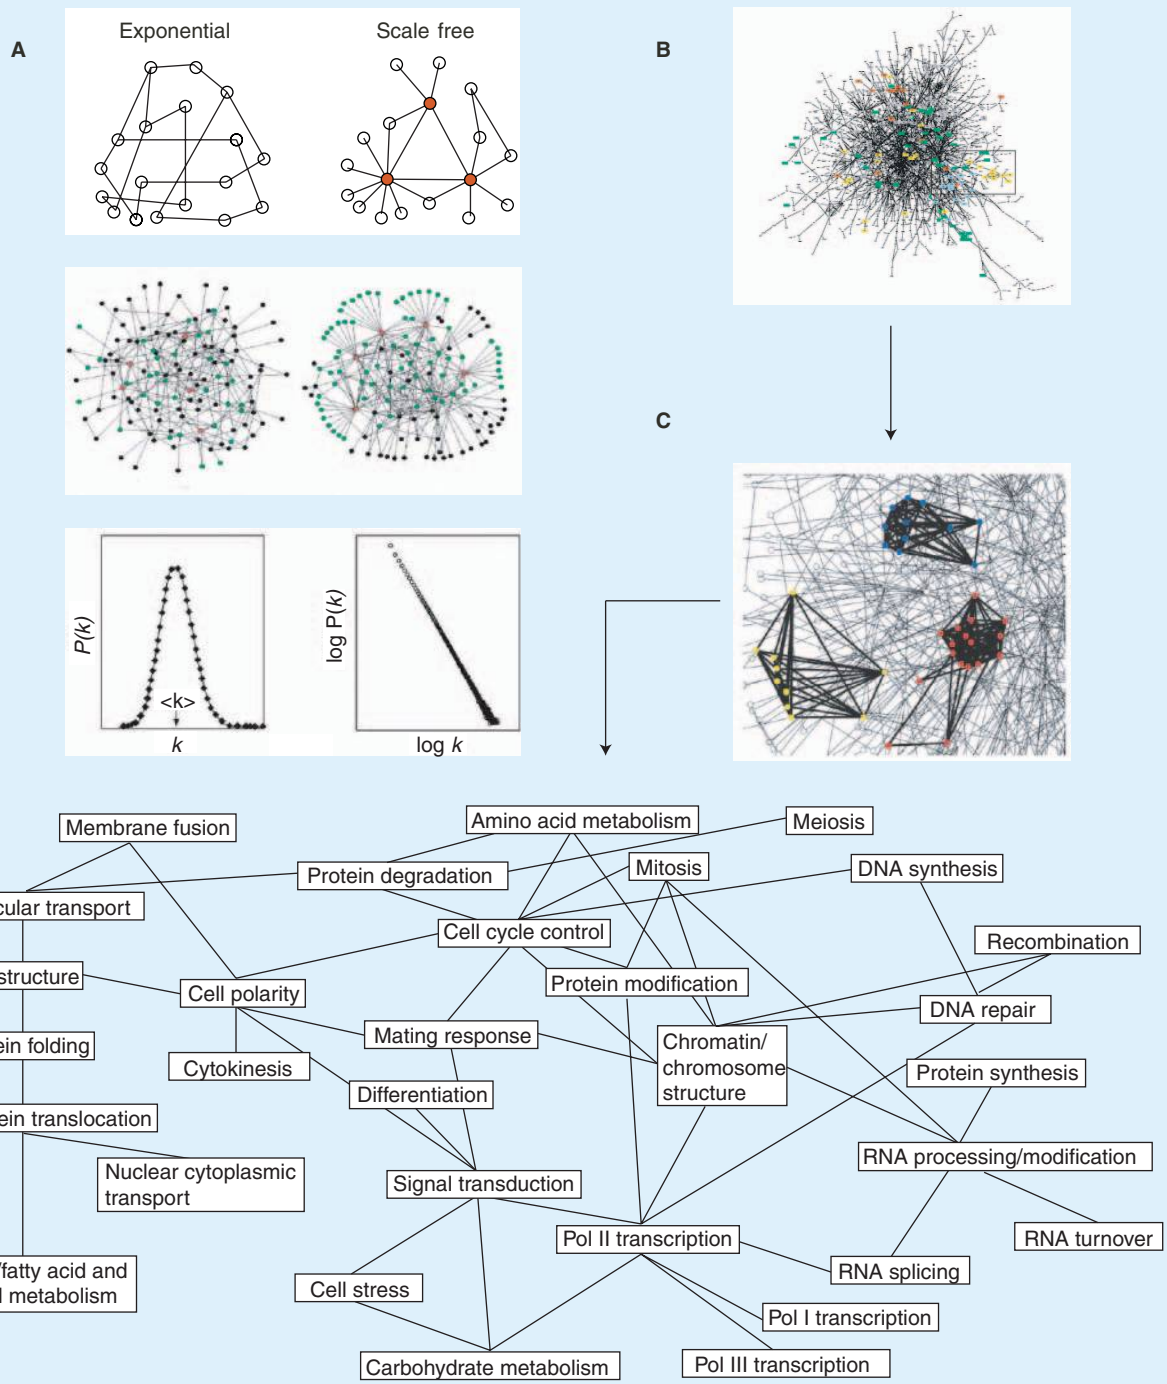 A
Exponential
Scale free
B
C
P(k)
<k>
k
log P(k)
log k
Membrane fusion
Amino acid metabolism
Meiosis
Protein degradation
Mitosis
DNA synthesis
cular transport
Cell cycle control
Recombination
structure
Cell polarity
Protein modification
DNA repair
ein folding
Mating response
Chromatin/
chromosome
structure
Cytokinesis
Protein synthesis
Differentiation
ein translocation
Nuclear cytoplasmic
transport
Signal transduction
RNA processing/modification
Pol II transcription
RNA turnover
/fatty acid and
l metabolism
Cell stress
RNA splicing
Pol I transcription
Carbohydrate metabolism
Pol III transcription